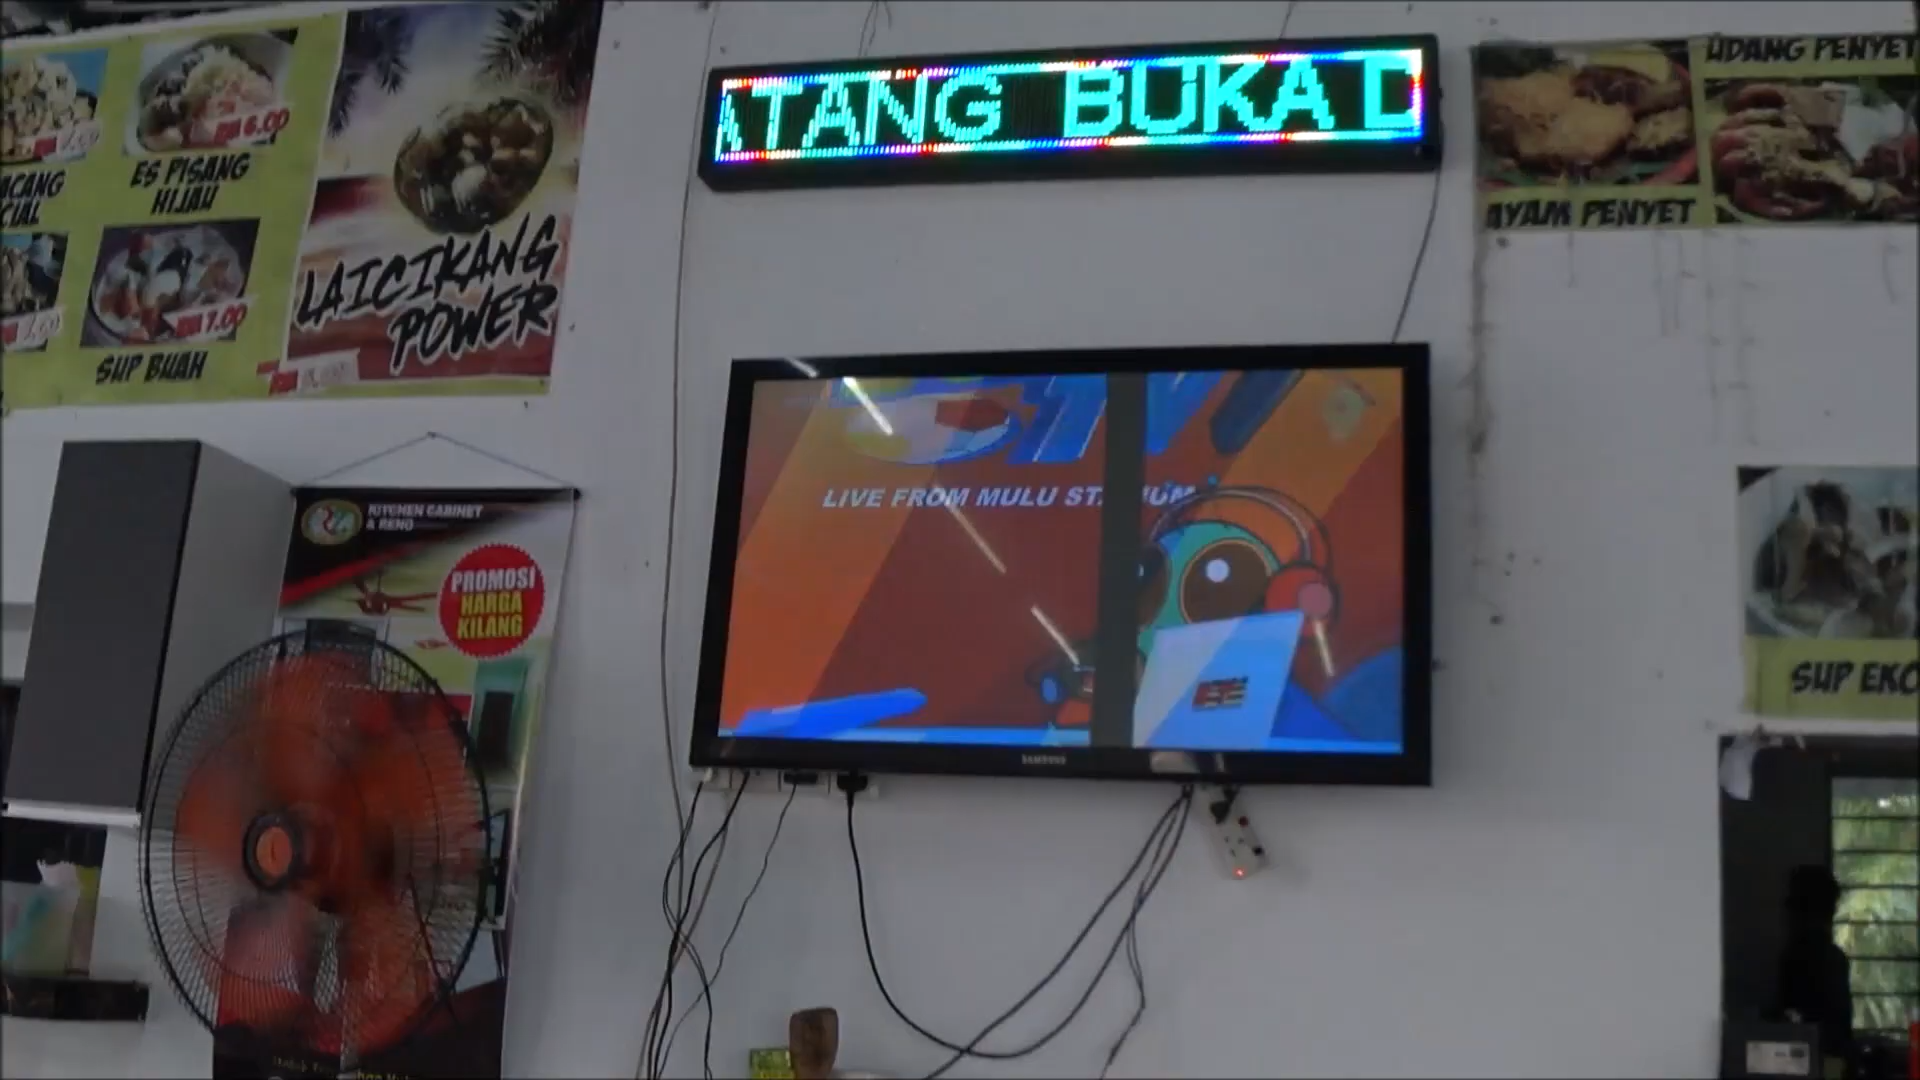 ATANG BUKA D
UDANG PENYET
RM 6.00
ES PISANG
HIJAU
ACANG
CIAL
AYAM PENYET
LAICIKANG
POWER
RM 7.00
SUP BUAH
LIVE FROM MULU STADIUM
KITCHEN CABINET
& RENO
PROMOSI
HARGA
KILANG
SUP EKO
SAMSUNG